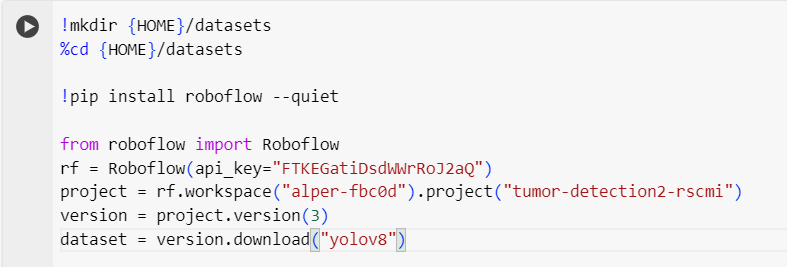 !mkdir {HOME}/datasets
%cd {HOME}/datasets
!pip install roboflow --quiet
from roboflow import Roboflow
rf = Roboflow(api_key="FTKEGatiDsdWWrRoJ2aQ")
project = rf.workspace("alper-fbc0d").project("tumor-detection2-rscmi")
version = project.version(3)
dataset = version.download("yolov8")